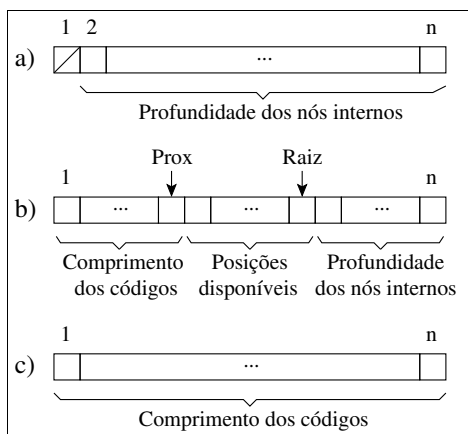 1 2 n
a) ...
Profundidade dos nós internos
Prox Raiz
1 n
b) ... ... ...
Comprimento Posições Profundidade
dos códigos disponíveis dos nós internos
1 n
c) ...
Comprimento dos códigos